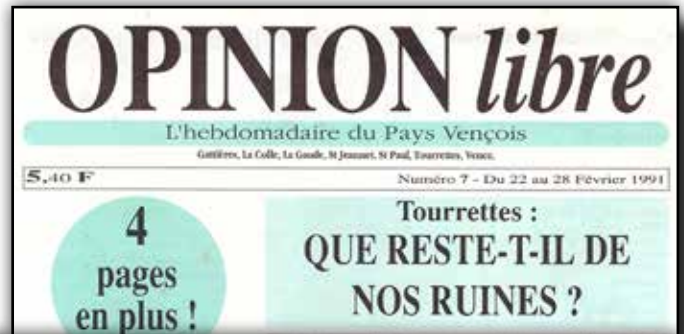 OPINION libre
L'hebdomadaire du Pays Vençois
Gattières, La Colle, La Gaude, St Jeannet, St Paul, Tourrettes, Vence.
5,40 F
Numéro 7 - Du 22 au 28 Février 1991
4
pages
en plus !
Tourrettes :
QUE RESTE-T-IL DE
NOS RUINES ?